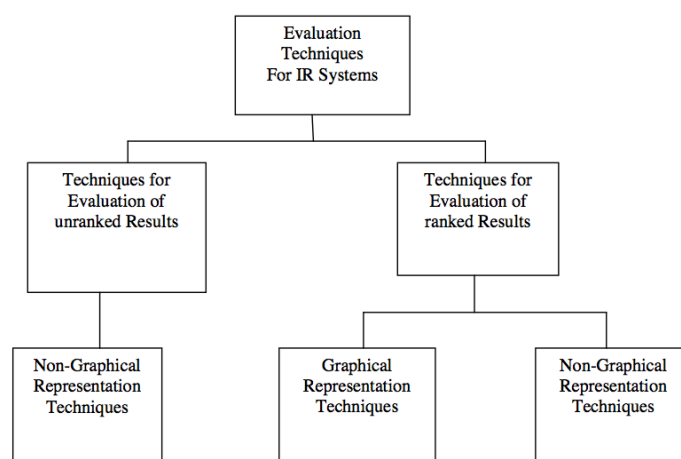 Evaluation
Techniques
For IR Systems
Techniques for
Evaluation of
unranked Results
Techniques for
Evaluation of
ranked Results
Non-Graphical
Representation
Techniques
Graphical
Representation
Techniques
Non-Graphical
Representation
Techniques